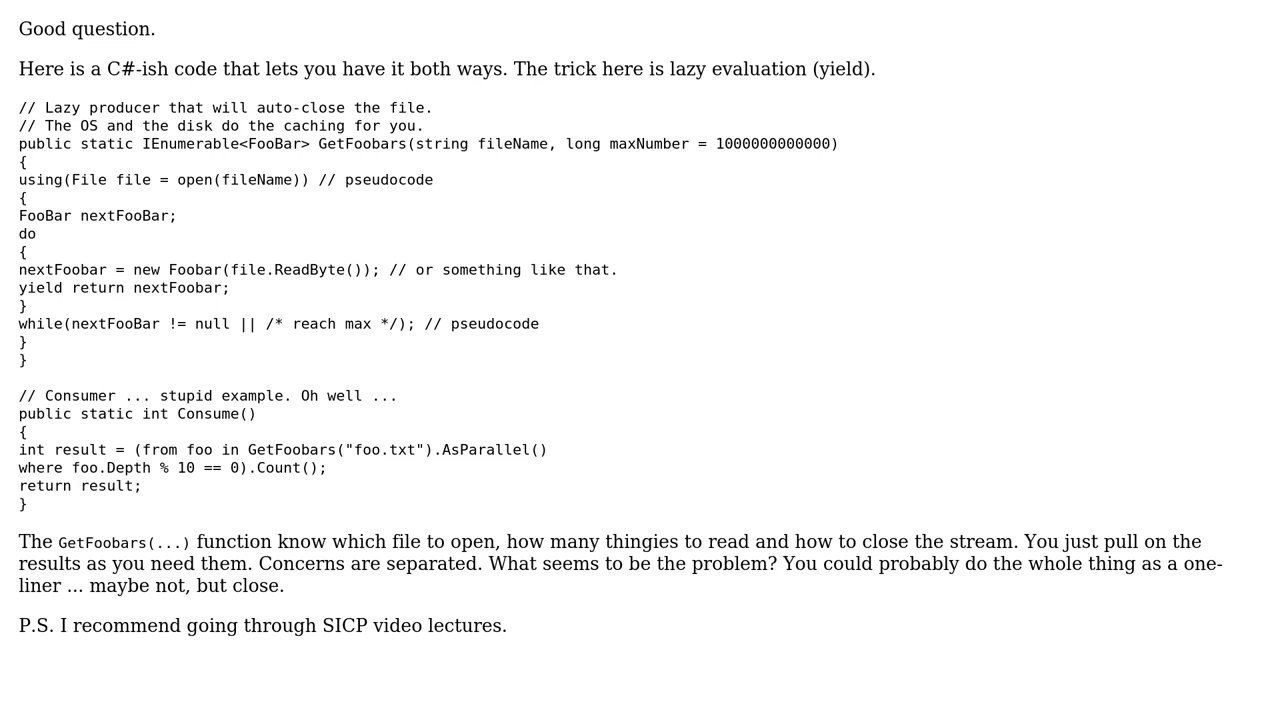 Good question.
Here is a C#-ish code that lets you have it both ways. The trick here is lazy evaluation (yield).
// Lazy producer that will auto-close the file.
// The OS and the disk do the caching for you.
public static IEnumerable<FooBar> GetFoobars(string fileName, long maxNumber = 1000000000000)
{
using(File file = open(fileName)) // pseudocode
{
FooBar nextFooBar;
do
{
nextFoobar = new Foobar(file.ReadByte()); // or something like that.
yield return nextFoobar;
}
while(nextFooBar != null || /* reach max */); // pseudocode
}
}
// Consumer ... stupid example. Oh well ...
public static int Consume()
{
int result = (from foo in GetFoobars("foo.txt").AsParallel()
where foo.Depth % 10 == 0).Count();
return result;
}
The GetFoobars(...) function know which file to open, how many thingies to read and how to close the stream. You just pull on the
results as you need them. Concerns are separated. What seems to be the problem? You could probably do the whole thing as a one-
liner ... maybe not, but close.
P.S. I recommend going through SICP video lectures.